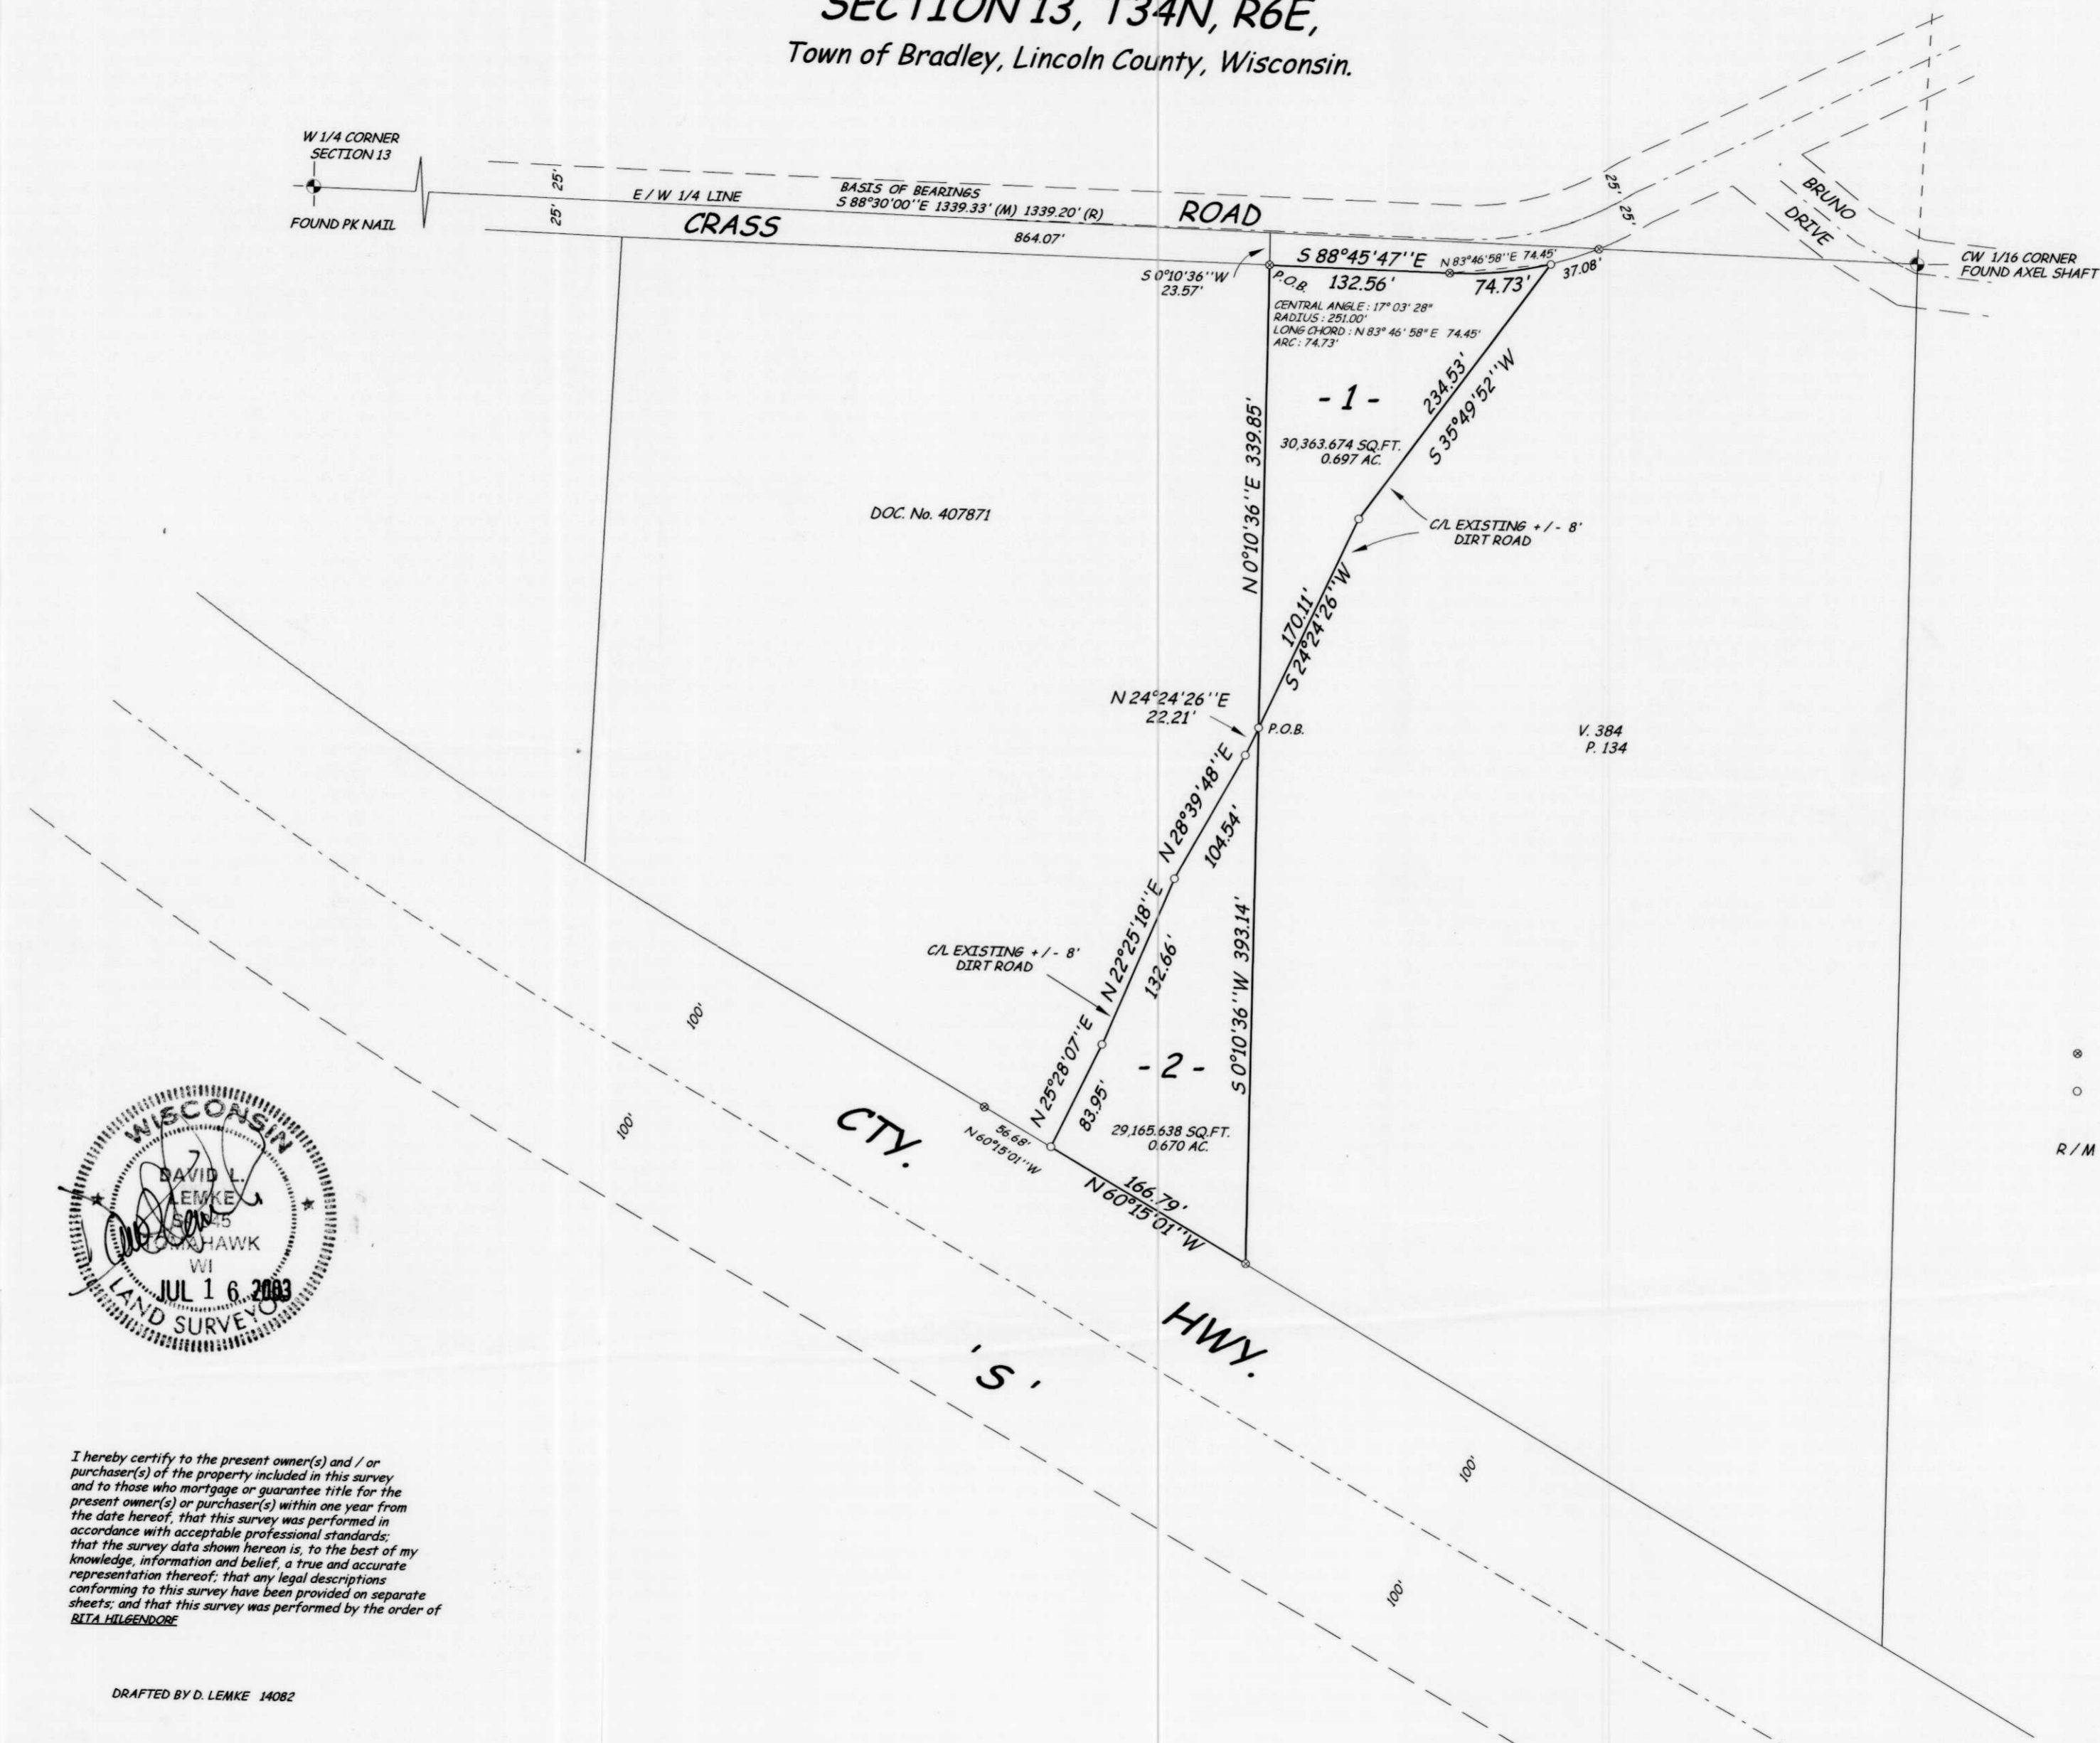 SECTION 13, T34N, R6E,
Town of Bradley, Lincoln County, Wisconsin.
W 1/4 CORNER
SECTION 13
FOUND PK NAIL
25'
25'
E / W 1/4 LINE
BASIS OF BEARINGS
S 88°30'00''E 1339.33' (M) 1339.20' (R)
CRASS
ROAD
864.07'
25'
25'
BRUNO
DRIVE
CW 1/16 CORNER
FOUND AXEL SHAFT
S 0°10'36''W
23.57'
S 88°45'47''E
132.56'
N 83°46'58''E 74.45'
74.73'
37.08'
P.O.B.
CENTRAL ANGLE : 17° 03' 28"
RADIUS : 251.00'
LONG CHORD : N 83° 46' 58" E 74.45'
ARC : 74.73'
- 1 -
30,363.674 SQ.FT.
0.697 AC.
234.53'
S 35°49'52''W
N 0°10'36''E 339.85'
DOC. No. 407871
C/L EXISTING + / - 8'
DIRT ROAD
170.11'
S 24°24'26''W
N 24°24'26''E
22.21'
P.O.B.
V. 384
P. 134
N 28°39'48''E
104.54'
N 22°25'18''E
132.66'
S 0°10'36''W 393.14'
C/L EXISTING + / - 8'
DIRT ROAD
N 25°28'07''E
83.95'
- 2 -
29,165.638 SQ.FT.
0.670 AC.
56.68'
N 60°15'01''W
166.79'
N 60°15'01''W
100'
100'
CTY.
HWY.
' S '
100'
100'
R / M
WISCONSIN
DAVID L.
LEMKE
TOMAHAWK
WI
JUL 1 6 2003
LAND SURVEYOR
I hereby certify to the present owner(s) and / or
purchaser(s) of the property included in this survey
and to those who mortgage or guarantee title for the
present owner(s) or purchaser(s) within one year from
the date hereof, that this survey was performed in
accordance with acceptable professional standards;
that the survey data shown hereon is, to the best of my
knowledge, information and belief, a true and accurate
representation thereof; that any legal descriptions
conforming to this survey have been provided on separate
sheets; and that this survey was performed by the order of
RITA HILGENDORF
DRAFTED BY D. LEMKE 14082